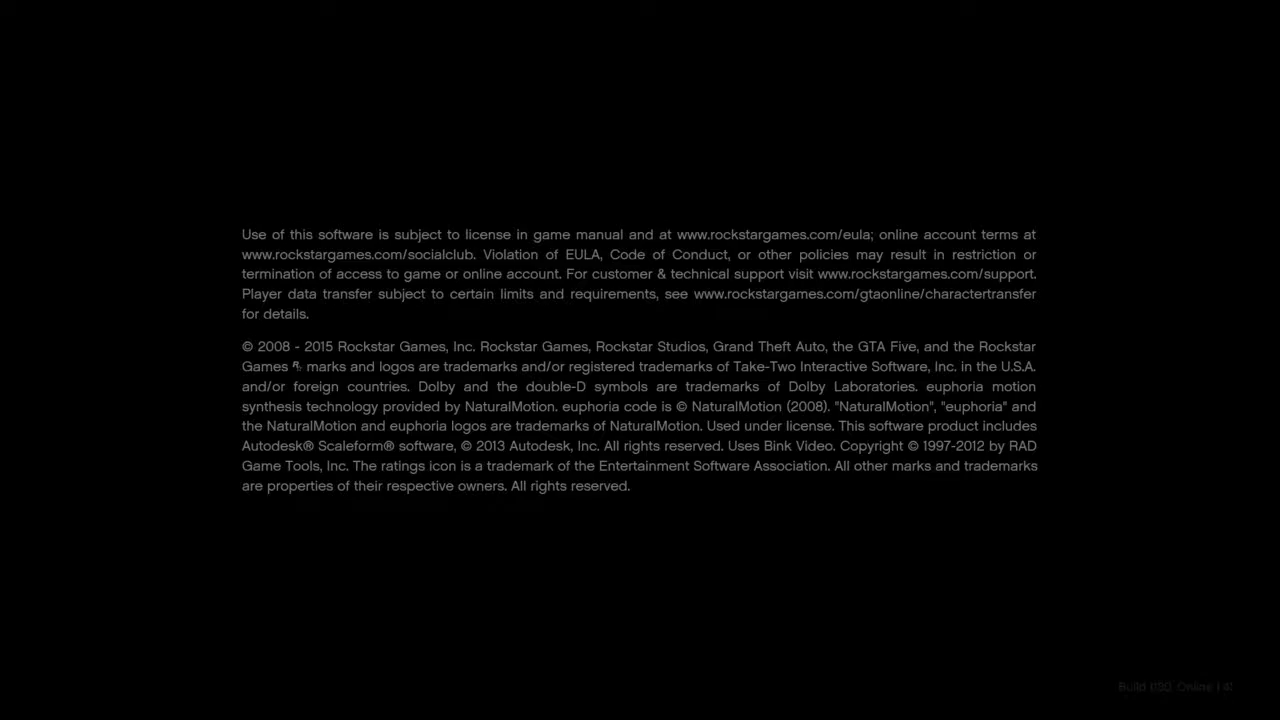 Use of this software is subject to license in game manual and at www.rockstargames.com/eula; online account terms at
www.rockstargames.com/socialclub. Violation of EULA, Code of Conduct, or other policies may result in restriction or
termination of access to game or online account. For customer & technical support visit www.rockstargames.com/support.
Player data transfer subject to certain limits and requirements, see www.rockstargames.com/gtaonline/charactertransfer
for details.
© 2008 - 2015 Rockstar Games, Inc. Rockstar Games, Rockstar Studios, Grand Theft Auto, the GTA Five, and the Rockstar
Games marks and logos are trademarks and/or registered trademarks of Take-Two Interactive Software, Inc. in the U.S.A.
and/or foreign countries. Dolby and the double-D symbols are trademarks of Dolby Laboratories. euphoria motion
synthesis technology provided by NaturalMotion. euphoria code is © NaturalMotion (2008). "NaturalMotion", "euphoria" and
the NaturalMotion and euphoria logos are trademarks of NaturalMotion. Used under license. This software product includes
Autodesk® Scaleform® software, © 2013 Autodesk, Inc. All rights reserved. Uses Bink Video. Copyright © 1997-2012 by RAD
Game Tools, Inc. The ratings icon is a trademark of the Entertainment Software Association. All other marks and trademarks
are properties of their respective owners. All rights reserved.
Build Online